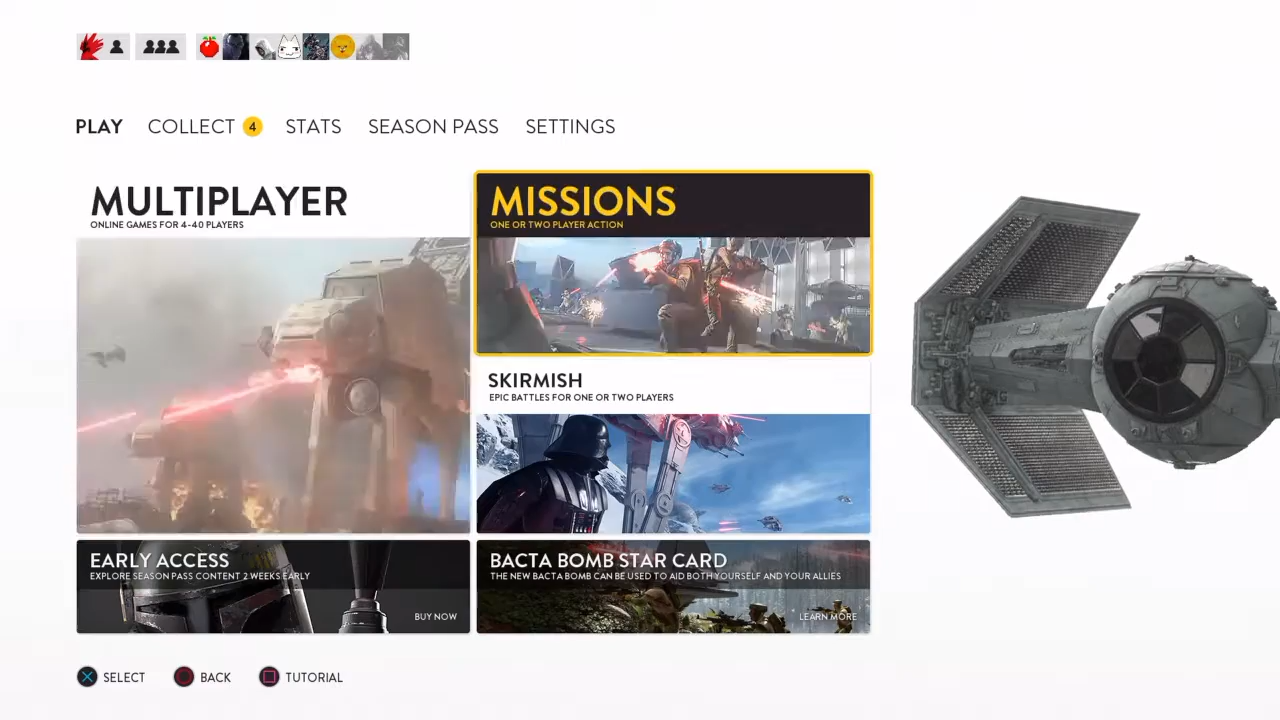 PLAY
COLLECT 4
STATS
SEASON PASS
SETTINGS
MULTIPLAYER
ONLINE GAMES FOR 4-40 PLAYERS
MISSIONS
ONE OR TWO PLAYER ACTION
SKIRMISH
EPIC BATTLES FOR ONE OR TWO PLAYERS
EARLY ACCESS
EXPLORE SEASON PASS CONTENT 2 WEEKS EARLY
BUY NOW
BACTA BOMB STAR CARD
THE NEW BACTA BOMB CAN BE USED TO AID BOTH YOURSELF AND YOUR ALLIES
LEARN MORE
SELECT
BACK
TUTORIAL